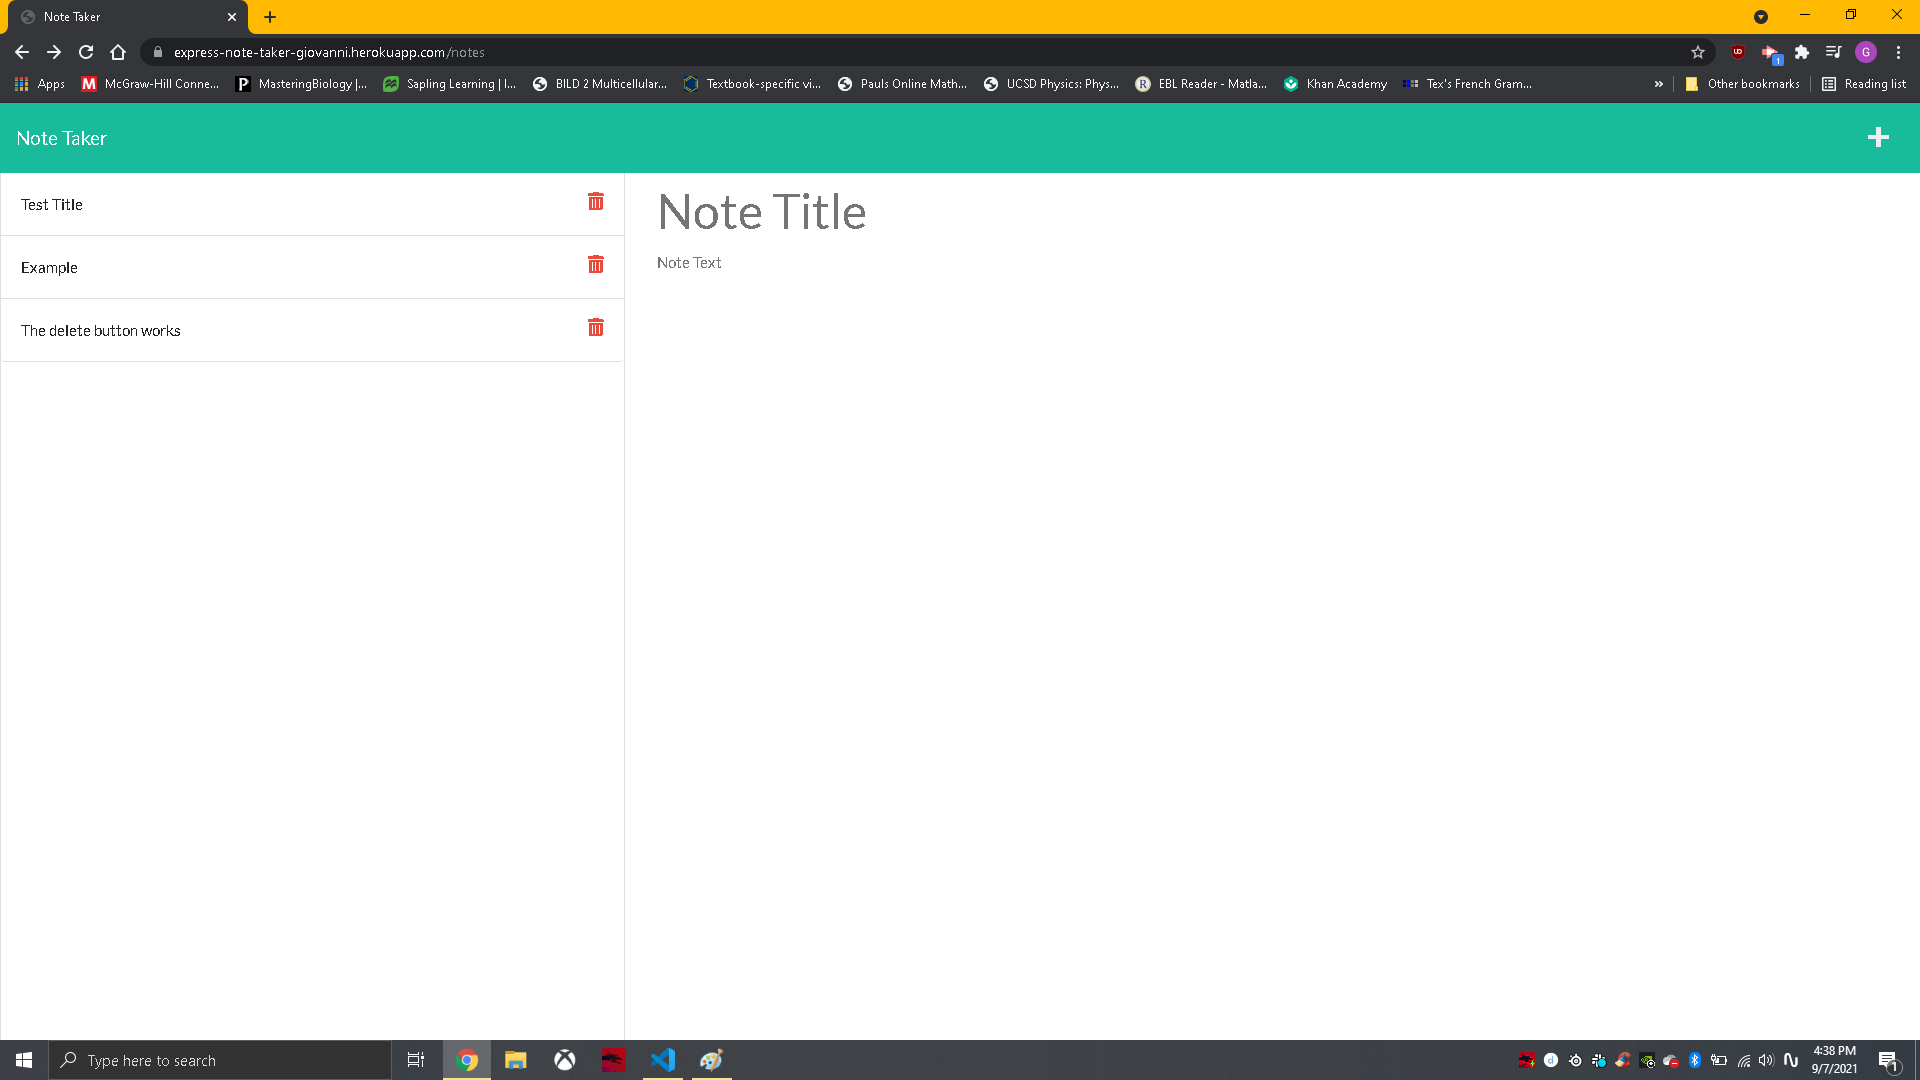 Note Taker
express-note-taker-giovanni.herokuapp.com/notes
G
1
Apps
McGraw-Hill Conne...
MasteringBiology |...
Sapling Learning | I...
BILD 2 Multicellular...
Textbook-specific vi...
Pauls Online Math...
UCSD Physics: Phys...
EBL Reader - Matla...
Khan Academy
Tex's French Gram...
»
Other bookmarks
Reading list
Note Taker
Test Title
Example
The delete button works
Note Title
Note Text
Type here to search
4:38 PM
9/7/2021
1